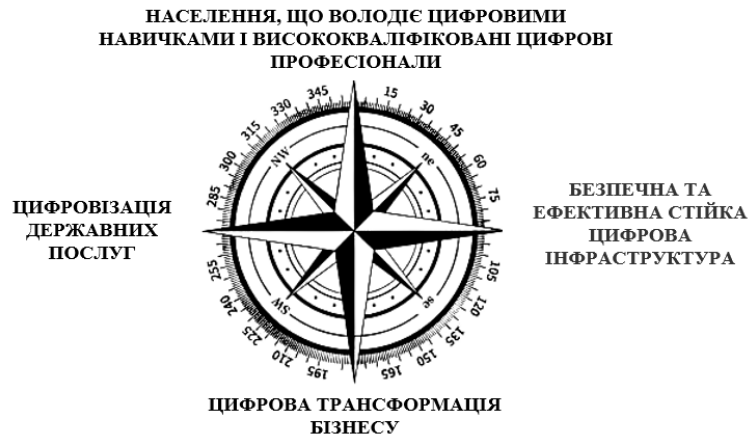 НАСЕЛЕННЯ, ЩО ВОЛОДІЄ ЦИФРОВИМИ
НАВИЧКАМИ І ВИСОКОКВАЛІФІКОВАНІ ЦИФРОВІ
ПРОФЕСІОНАЛИ
345 15
330 30
315 45
300 60
285 75
NW ne
ЦИФРОВІЗАЦІЯ
ДЕРЖАВНИХ
ПОСЛУГ
БЕЗПЕЧНА ТА
ЕФЕКТИВНА СТІЙКА
ЦИФРОВА
ІНФРАСТРУКТУРА
SW se
255 105
240 120
225 135
210 150
195 165
ЦИФРОВА ТРАНСФОРМАЦІЯ
БІЗНЕСУ